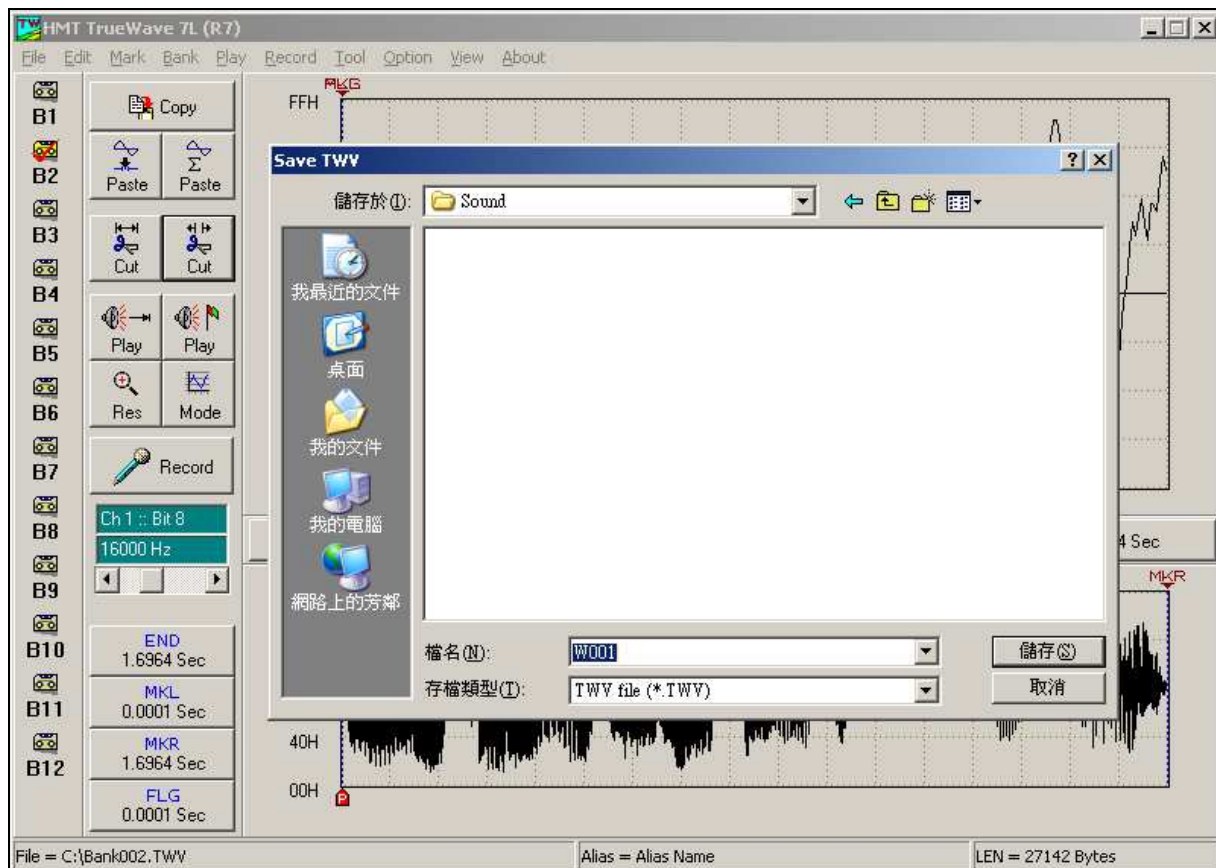 HMT TrueWave 7L (R7)
File Edit Mark Bank Play Record Tool Option View About
B1
B2
B3
B4
B5
B6
B7
B8
B9
B10
B11
B12
Copy
Paste Paste
Cut Cut
Play Play
Res Mode
Record
Ch 1 :: Bit 8
16000 Hz
END
1.6964 Sec
MKL
0.0001 Sec
MKR
1.6964 Sec
FLG
0.0001 Sec
MKG
FFH
Save TWV
儲存於(I): Sound
我最近的文件
桌面
我的文件
我的電腦
網路上的芳鄰
檔名(N): W001 儲存(S)
存檔類型(T): TWV file (*.TWV) 取消
4 Sec
MKR
40H
00H
P
File = C:\Bank002.TWV Alias = Alias Name LEN = 27142 Bytes